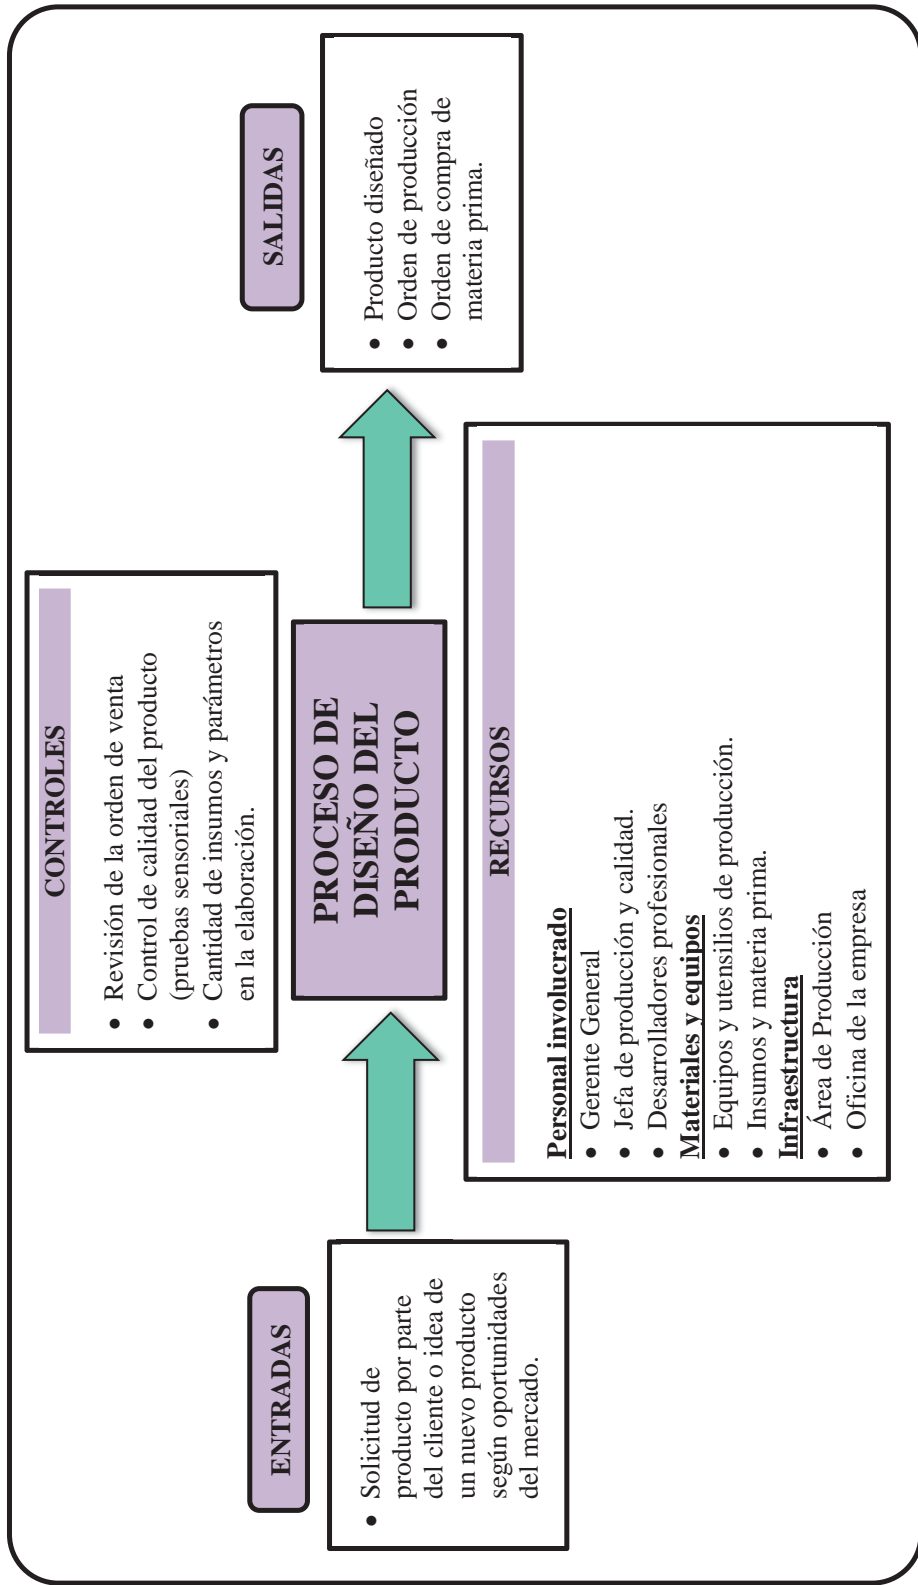 ENTRADAS
• Solicitud de
producto por parte
del cliente o idea de
un nuevo producto
según oportunidades
del mercado.
CONTROLES
• Revisión de la orden de venta
• Control de calidad del producto
(pruebas sensoriales)
• Cantidad de insumos y parámetros
en la elaboración.
PROCESO DE
DISEÑO DEL
PRODUCTO
RECURSOS
Personal involucrado
• Gerente General
• Jefa de producción y calidad.
• Desarrolladores profesionales
Materiales y equipos
• Equipos y utensilios de producción.
• Insumos y materia prima.
Infraestructura
• Área de Producción
• Oficina de la empresa
SALIDAS
• Producto diseñado
• Orden de producción
• Orden de compra de
materia prima.